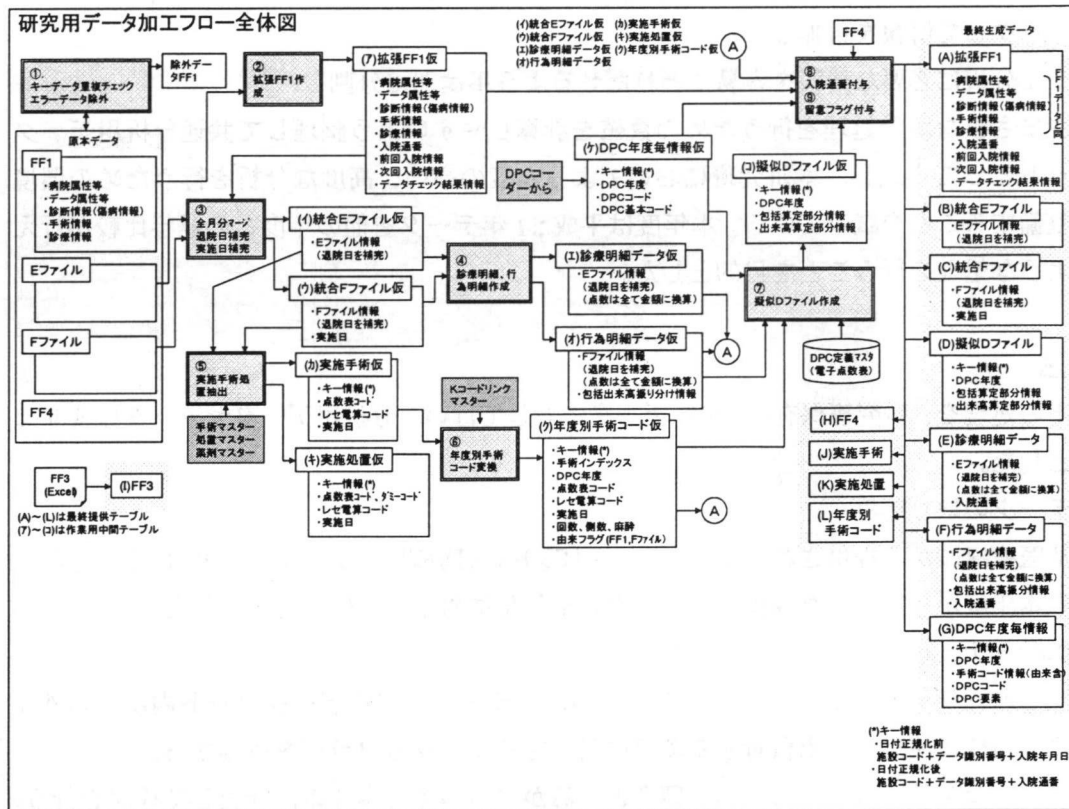 研究用データ加工フロー全体図
①
キーデータ重複チェック
エラーデータ除外
除外デ
ータFF1
原本データ
FF1
・病院属性等
・データ属性等
・診断情報(傷病情報)
・手術情報
・診療情報
Eファイル
Fファイル
FF4
FF3
(Excel)
(I)FF3
(A)～(L)は最終提供テーブル
(ア)～(コ)は作業用中間テーブル
②
拡張FF1作
成
(ア)拡張FF1仮
・病院属性等
・データ属性等
・診断情報(傷病情報)
・手術情報
・診療情報
・入院通番
・前回入院情報
・次回入院情報
・データチェック結果情報
③
全月分マージ
退院日補完
実施日補完
(イ)統合Eファイル仮
・Eファイル情報
(退院日を補完)
(ウ)統合Fファイル仮
・Fファイル情報
(退院日を補完)
・実施日
④
診療明細、行
為明細作成
⑤
実施手術処
置抽出
手術マスター
処置マスター
薬剤マスター
(カ)実施手術仮
・キー情報(*)
・点数表コード
・レセ電算コード
・実施日
(キ)実施処置仮
・キー情報(*)
・点数表コード、ダミーコード
・レセ電算コード
・実施日
Kコードリンク
マスター
⑥
年度別手術
コード変換
(ク)年度別手術コード仮
・キー情報(*)
・手術インデックス
・DPC年度
・点数表コード
・レセ電算コード
・実施日
・回数、側数、麻酔
・由来フラグ(FF1,Fファイル)
A
(イ)統合Eファイル仮 (カ)実施手術仮
(ウ)統合Fファイル仮 (キ)実施処置仮
(エ)診療明細データ仮 (ク)年度別手術コード仮
(オ)行為明細データ仮
A
DPCコー
ダーから
(ケ)DPC年度毎情報仮
・キー情報(*)
・DPC年度
・DPCコード
・DPC基本コード
(エ)診療明細データ仮
・Eファイル情報
(退院日を補完)
(点数は全て金額に換算)
(オ)行為明細データ仮
・Fファイル情報
(退院日を補完)
(点数は全て金額に換算)
・包括出来高振り分け情報
A
FF4
⑧
入院通番付与
⑨
留意フラグ付与
(コ)擬似Dファイル仮
・キー情報(*)
・DPC年度
・包括算定部分情報
・出来高算定部分情報
⑦
擬似Dファイル作成
DPC定義マスタ
(電子点数表)
(H)FF4
(J)実施手術
(K)実施処置
(L)年度別
手術コード
最終生成データ
(A)拡張FF1
・病院属性等
・データ属性等
・診断情報(傷病情報)
・手術情報
・診療情報
・入院通番
・前回入院情報
・次回入院情報
・データチェック結果情報
FF1データと同一
(B)統合Eファイル
・Eファイル情報
(退院日を補完)
(C)統合Fファイル
・Fファイル情報
(退院日を補完)
・実施日
(D)擬似Dファイル
・キー情報(*)
・DPC年度
・包括算定部分情報
・出来高算定部分情報
(E)診療明細データ
・Eファイル情報
(退院日を補完)
(点数は全て金額に換算)
・入院通番
(F)行為明細データ
・Fファイル情報
(退院日を補完)
(点数は全て金額に換算)
・包括出来高振分情報
・入院通番
(G)DPC年度毎情報
・キー情報(*)
・DPC年度
・手術コード情報(由来含)
・DPCコード
・DPC要素
(*)キー情報
・日付正規化前
施設コード+データ識別番号+入院年月日
・日付正規化後
施設コード+データ識別番号+入院通番